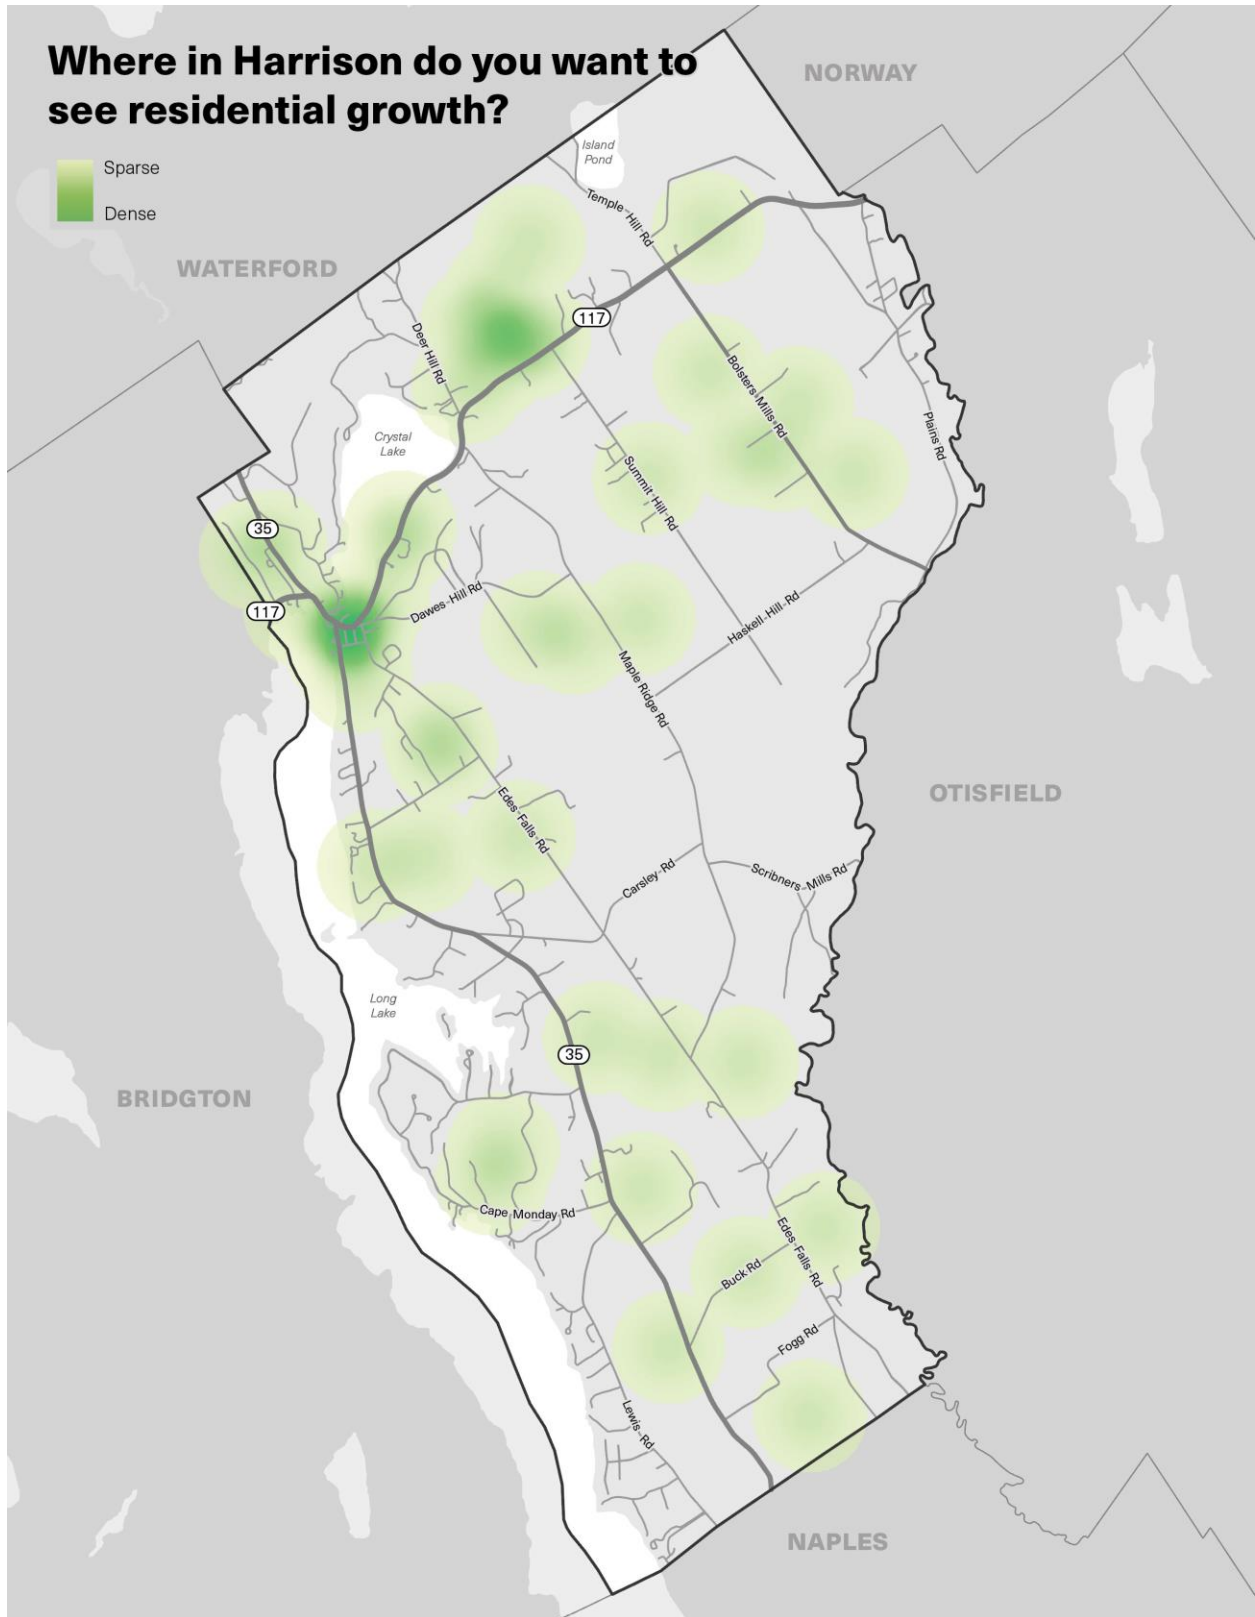 Where in Harrison do you want to
see residential growth?
Sparse
Dense
NORWAY
Island
Pond
Temple Hill Rd
WATERFORD
117
Deer Hill Rd
Bolsters Mills Rd
Plains Rd
Crystal
Lake
Summit Hill Rd
35
117
Dawes Hill Rd
Haskell Hill Rd
Maple Ridge Rd
OTISFIELD
Edes Falls Rd
Carsley Rd
Scribners Mills Rd
Long
Lake
35
BRIDGTON
Cape Monday Rd
Edes Falls Rd
Buck Rd
Fogg Rd
Lewis Rd
NAPLES